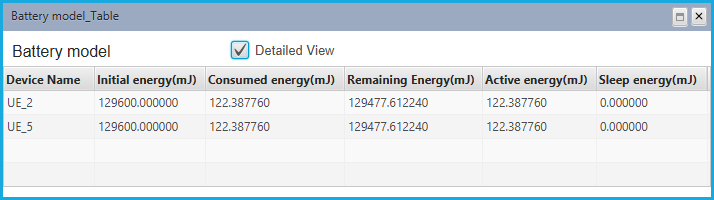 Battery model_Table
Battery model Detailed View
Device Name Initial energy(mJ) Consumed energy(mJ) Remaining Energy(mJ) Active energy(mJ) Sleep energy(mJ)
UE_2 129600.000000 122.387760 129477.612240 122.387760 0.000000
UE_5 129600.000000 122.387760 129477.612240 122.387760 0.000000